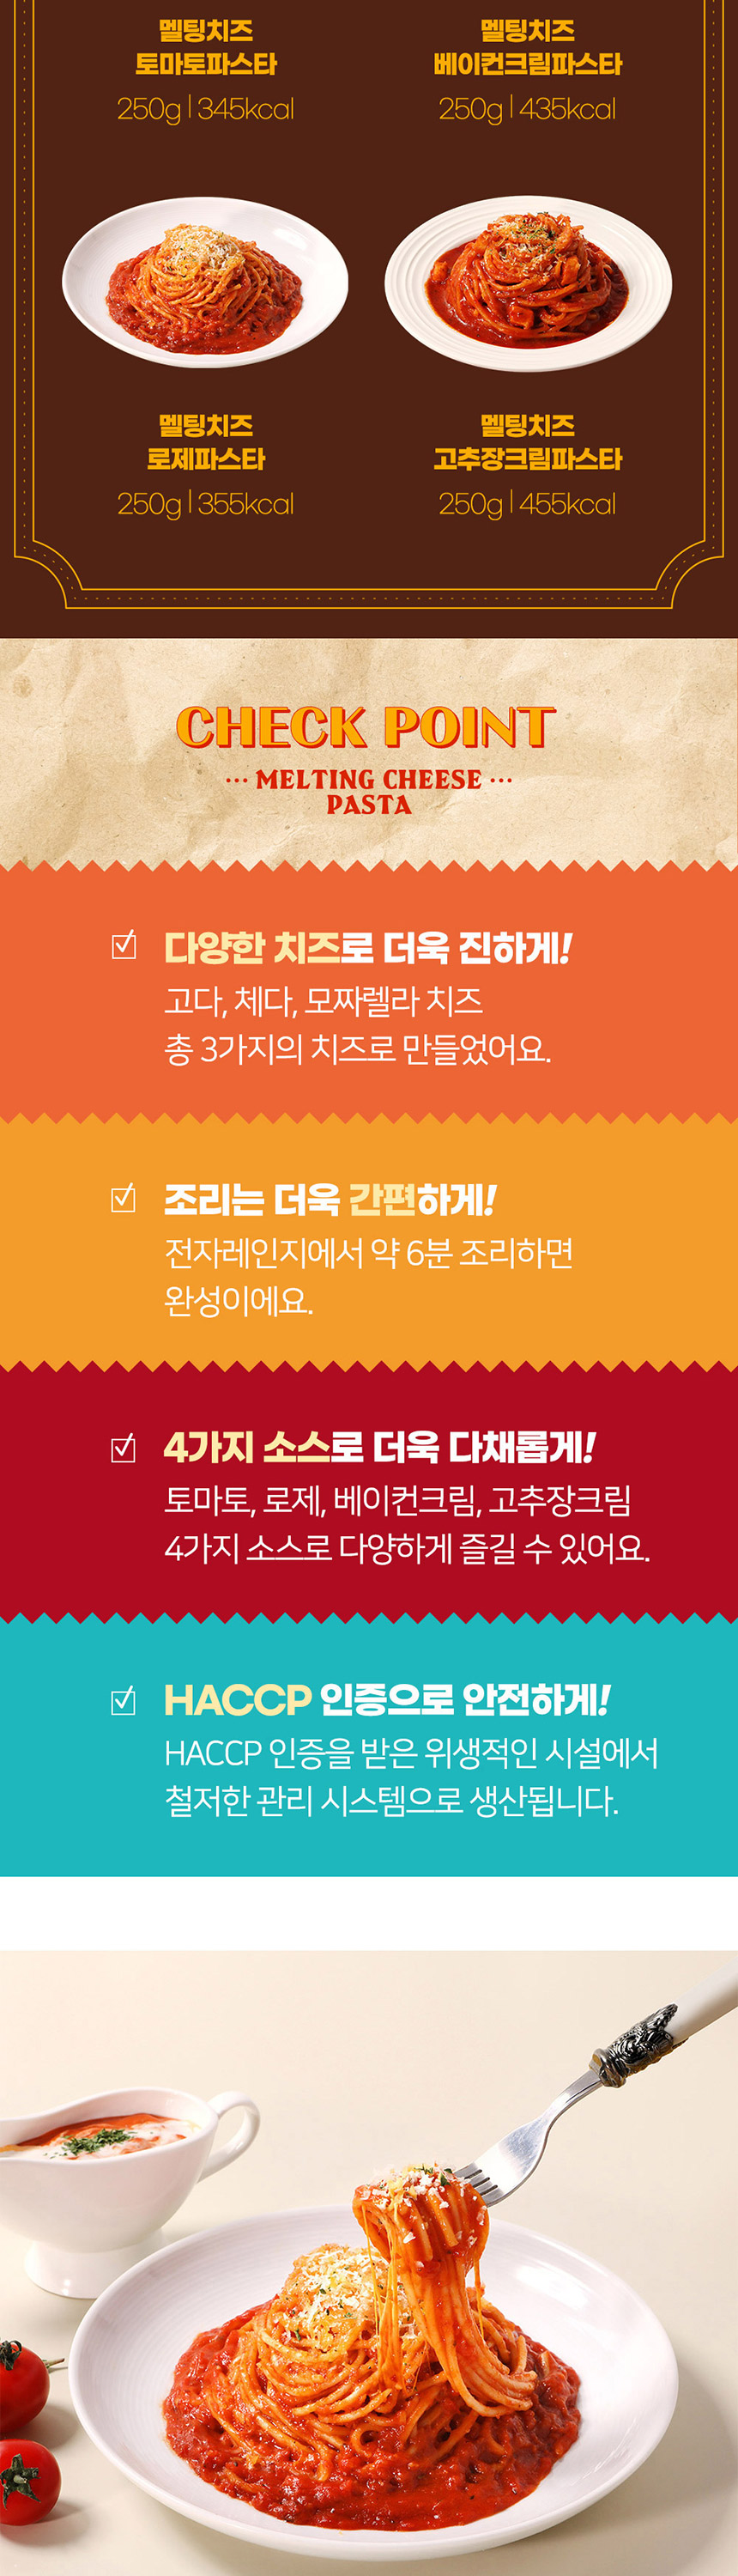 멜팅치즈
토마토파스타
250g | 345kcal
멜팅치즈
베이컨크림파스타
250g | 435kcal
멜팅치즈
로제파스타
250g | 355kcal
멜팅치즈
고추장크림파스타
250g | 455kcal
CHECK POINT
··· MELTING CHEESE ···
PASTA
다양한 치즈로 더욱 진하게!
고다, 체다, 모짜렐라 치즈
총 3가지의 치즈로 만들었어요.
조리는 더욱 간편하게!
전자레인지에서 약 6분 조리하면
완성이에요.
4가지 소스로 더욱 다채롭게!
토마토, 로제, 베이컨크림, 고추장크림
4가지 소스로 다양하게 즐길 수 있어요.
HACCP 인증으로 안전하게!
HACCP 인증을 받은 위생적인 시설에서
철저한 관리 시스템으로 생산됩니다.